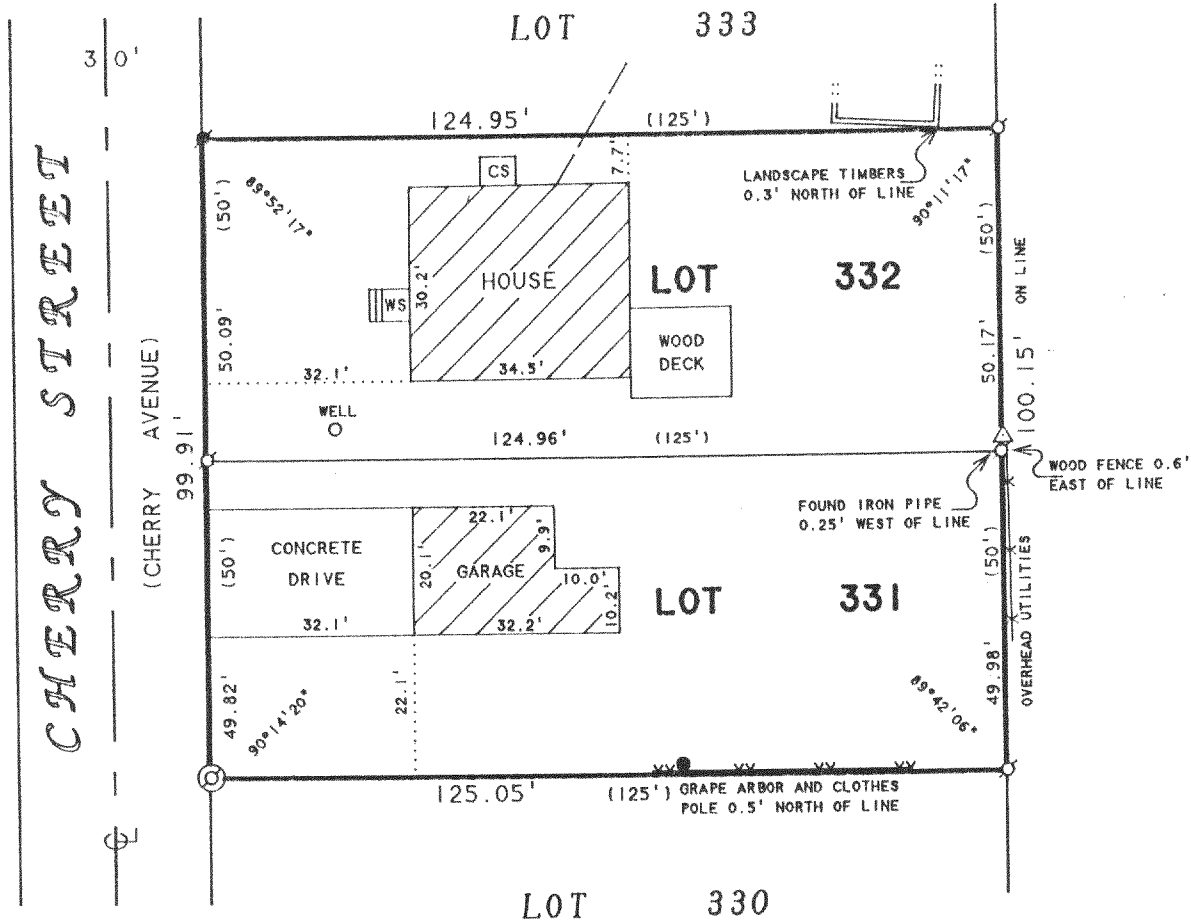 LOT 333
30'
124.95' (125')
CS
7.7'
LANDSCAPE TIMBERS
0.3' NORTH OF LINE
(50')
89°52'17"
90°11'17"
(50')
ON LINE
HOUSE
30.2'
WS
LOT 332
50.09'
WOOD
DECK
50.17'
100.15'
32.1'
34.5'
WELL
124.96' (125')
CHERRY STREET
(CHERRY AVENUE)
99.91'
WOOD FENCE 0.6'
EAST OF LINE
FOUND IRON PIPE
0.25' WEST OF LINE
22.1'
9.9'
CONCRETE
DRIVE
(50')
20.1'
GARAGE
10.0'
10.2'
(50')
OVERHEAD UTILITIES
LOT 331
32.1'
32.2'
49.82'
90°14'20"
22.1'
89°42'06"
49.98'
125.05' (125')
GRAPE ARBOR AND CLOTHES
POLE 0.5' NORTH OF LINE
LOT 330